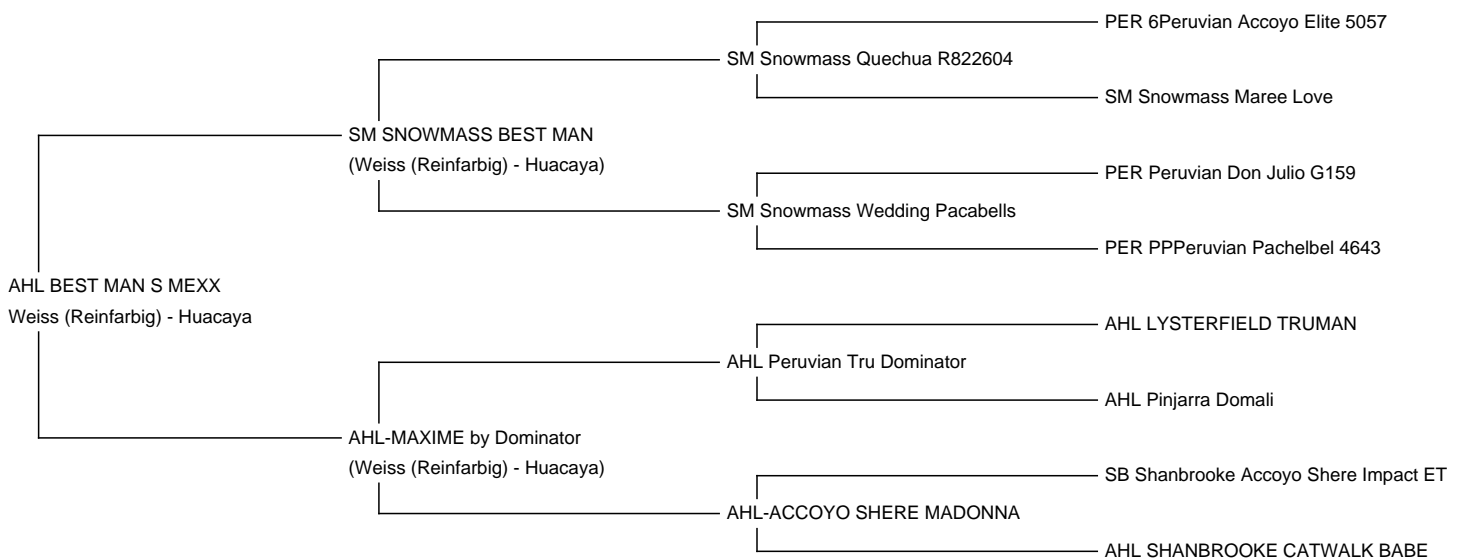 PER 6Peruvian Accoyo Elite 5057
SM Snowmass Quechua R822604
SM Snowmass Maree Love
SM SNOWMASS BEST MAN
(Weiss (Reinfarbig) - Huacaya)
PER Peruvian Don Julio G159
SM Snowmass Wedding Pacabells
PER PPPeruvian Pachelbel 4643
AHL BEST MAN S MEXX
Weiss (Reinfarbig) - Huacaya
AHL LYSTERFIELD TRUMAN
AHL Peruvian Tru Dominator
AHL Pinjarra Domali
AHL-MAXIME by Dominator
(Weiss (Reinfarbig) - Huacaya)
SB Shanbrooke Accoyo Shere Impact ET
AHL-ACCOYO SHERE MADONNA
AHL SHANBROOKE CATWALK BABE